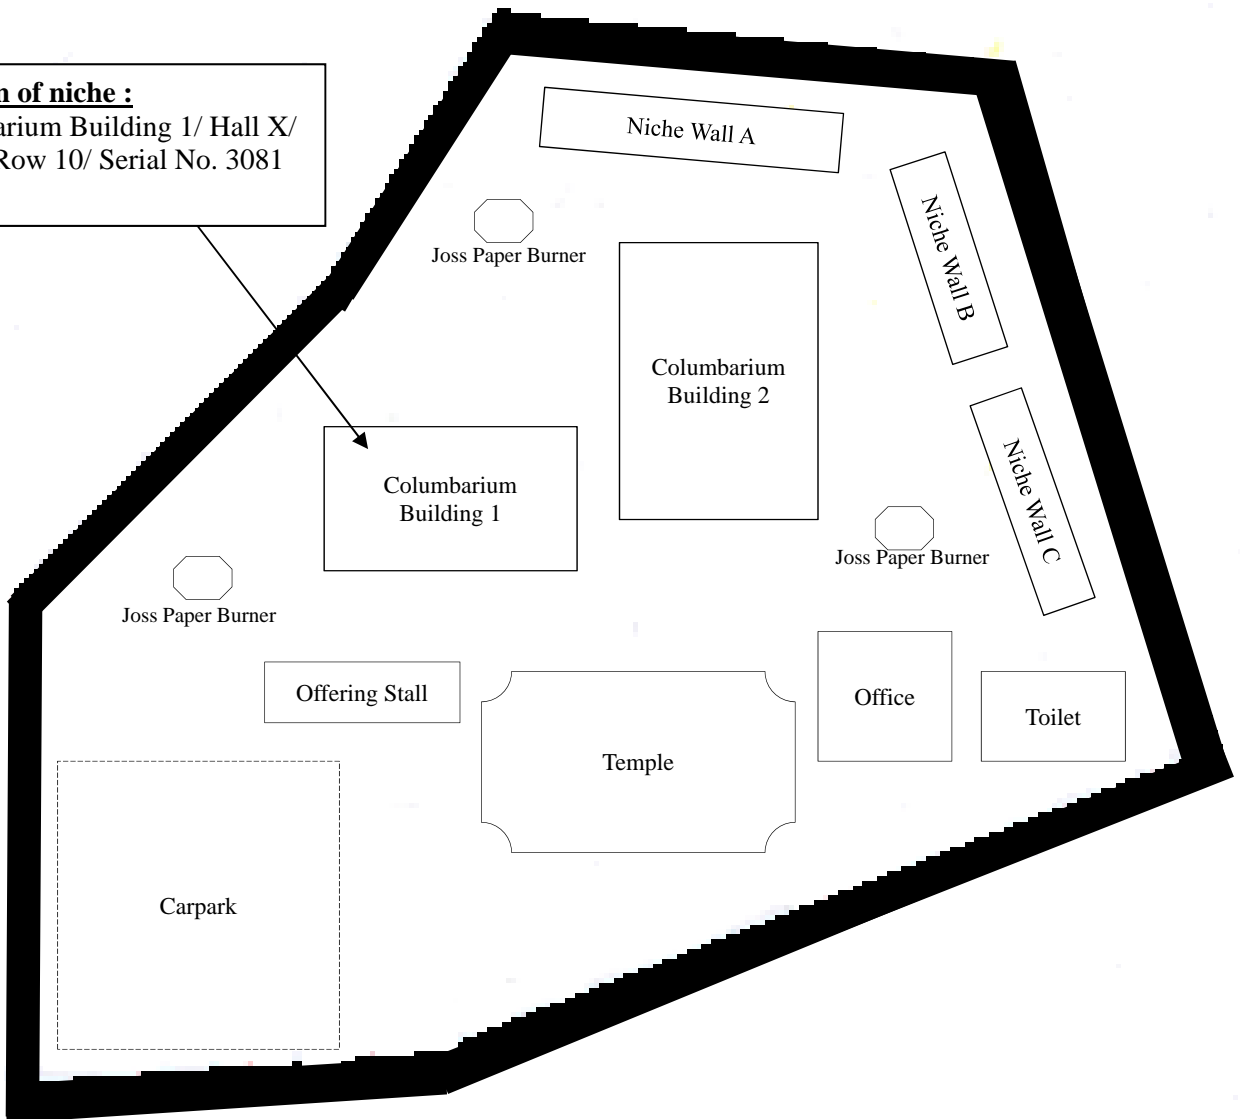 of niche :
Building 1/ Hall X/
Row 10/ Serial No. 3081
Niche Wall A
Niche Wall B
Joss Paper Burner
Columbarium
Building 2
Niche Wall C
Columbarium
Building 1
Joss Paper Burner
Joss Paper Burner
Offering Stall
Office
Toilet
Temple
Carpark